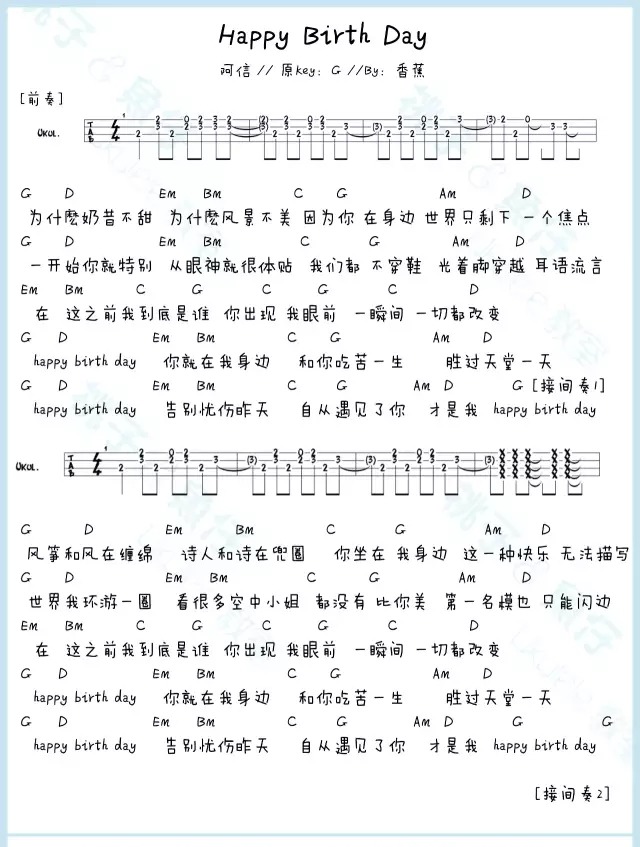 Happy Birth Day
阿信 // 原key: G //By: 香蕉
[前奏]
UKUL.
G D Em Bm C G Am D
为什麽奶昔不甜 为什麽风景不美 因为你 在身边 世界只剩下 一个焦点
G D Em Bm C G Am D
一开始你就特别 从眼神就很体贴 我们都 不穿鞋 光着脚穿越 耳语流言
Em Bm C G C G C D
在 这之前我到底是谁 你出现 我眼前 一瞬间 一切都改变
G D Em Bm C G Am D
happy birth day 你就在我身边 和你吃苦一生 胜过天堂一天
G D Em Bm C G Am D G [接间奏1]
happy birth day 告别忧伤昨天 自从遇见了你 才是我 happy birth day
UKUL.
G D Em Bm C G Am D
风筝和风在缠绵 诗人和诗在兜圈 你坐在 我身边 这一种快乐 无法描写
G D Em Bm C G Am D
世界我环游一圈 看很多空中小姐 都没有 比你美 第一名模也 只能闪边
Em Bm C G C G C D
在 这之前我到底是谁 你出现 我眼前 一瞬间 一切都改变
G D Em Bm C G Am D
happy birth day 你就在我身边 和你吃苦一生 胜过天堂一天
G D Em Bm C G Am D G G
happy birth day 告别忧伤昨天 自从遇见了你 才是我 happy birth day
[接间奏2]